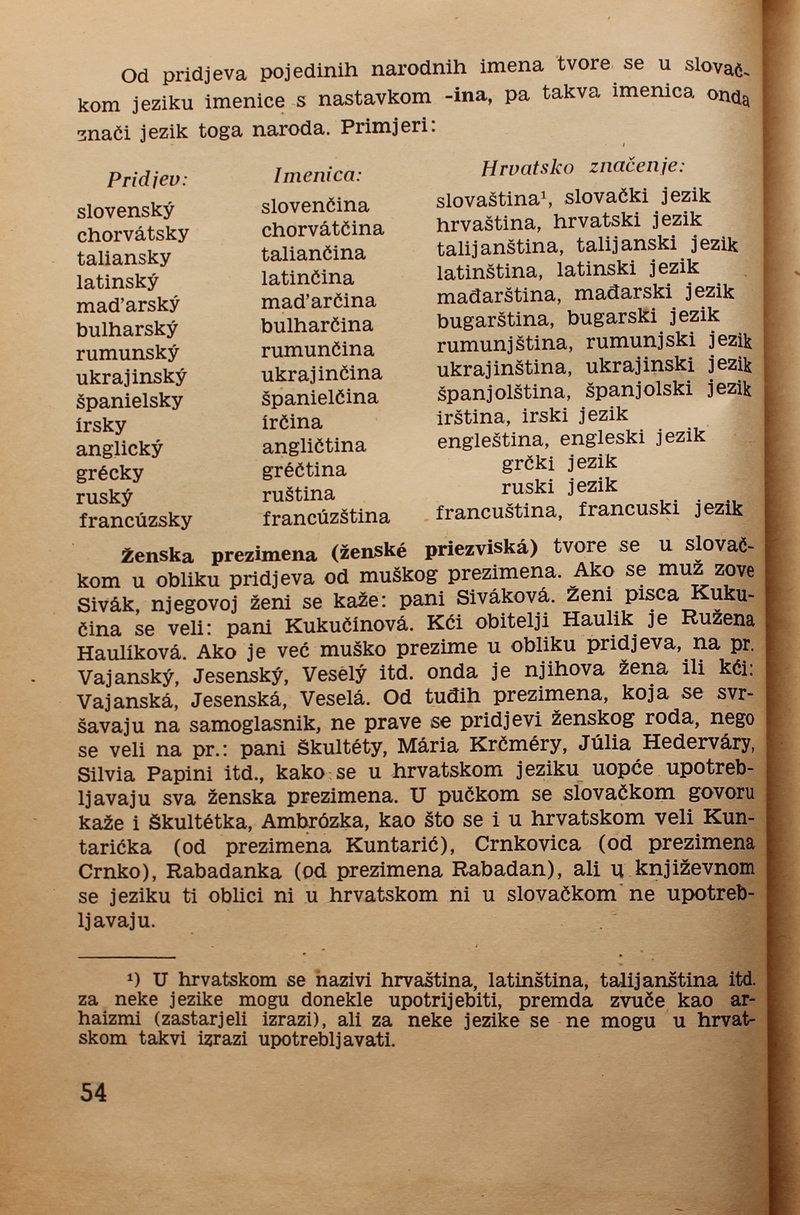 Od pridjeva pojedinih narodnih imena tvore se u slovač-
kom jeziku imenice s nastavkom -ina, pa takva imenica onda
znači jezik toga naroda. Primjeri:
Pridjev: Imenica: Hrvatsko značenje:
slovenský slovenčina slovaština¹, slovački jezik
chorvátsky chorvátčina hrvaština, hrvatski jezik
taliansky taliančina talijanština, talijanski jezik
latinský latinčina latinština, latinski jezik
maďarský maďarčina mađarština, mađarski jezik
bulharský bulharčina bugarština, bugarski jezik
rumunský rumunčina rumunjština, rumunjski jezik
ukrajinský ukrajinčina ukrajinština, ukrajinski jezik
španielsky španielčina španjolština, španjolski jezik
írsky írčina irština, irski jezik
anglický angličtina engleština, engleski jezik
grécky gréčtina grčki jezik
ruský ruština ruski jezik
francúzsky francúzština francuština, francuski jezik
Ženska prezimena (ženské priezviská) tvore se u slovač-
kom u obliku pridjeva od muškog prezimena. Ako se muž zove
Sivák, njegovoj ženi se kaže: pani Siváková. Ženi pisca Kuku-
čina se veli: pani Kukučínová. Kći obitelji Haulik je Ružena
Haulíková. Ako je već muško prezime u obliku pridjeva, na pr.
Vajanský, Jesenský, Veselý itd. onda je njihova žena ili kći:
Vajanská, Jesenská, Veselá. Od tuđih prezimena, koja se svr-
šavaju na samoglasnik, ne prave se pridjevi ženskog roda, nego
se veli na pr.: pani Škultéty, Mária Krčméry, Júlia Hederváry,
Silvia Papini itd., kako se u hrvatskom jeziku uopće upotreb-
ljavaju sva ženska prezimena. U pučkom se slovačkom govoru
kaže i Škultétka, Ambrózka, kao što se i u hrvatskom veli Kun-
tarićka (od prezimena Kuntarić), Crnkovica (od prezimena
Crnko), Rabadanka (od prezimena Rabadan), ali u književnom
se jeziku ti oblici ni u hrvatskom ni u slovačkom ne upotreb-
ljavaju.
¹) U hrvatskom se nazivi hrvaština, latinština, talijanština itd.
za neke jezike mogu donekle upotrijebiti, premda zvuče kao ar-
haizmi (zastarjeli izrazi), ali za neke jezike se ne mogu u hrvat-
skom takvi izrazi upotrebljavati.
54